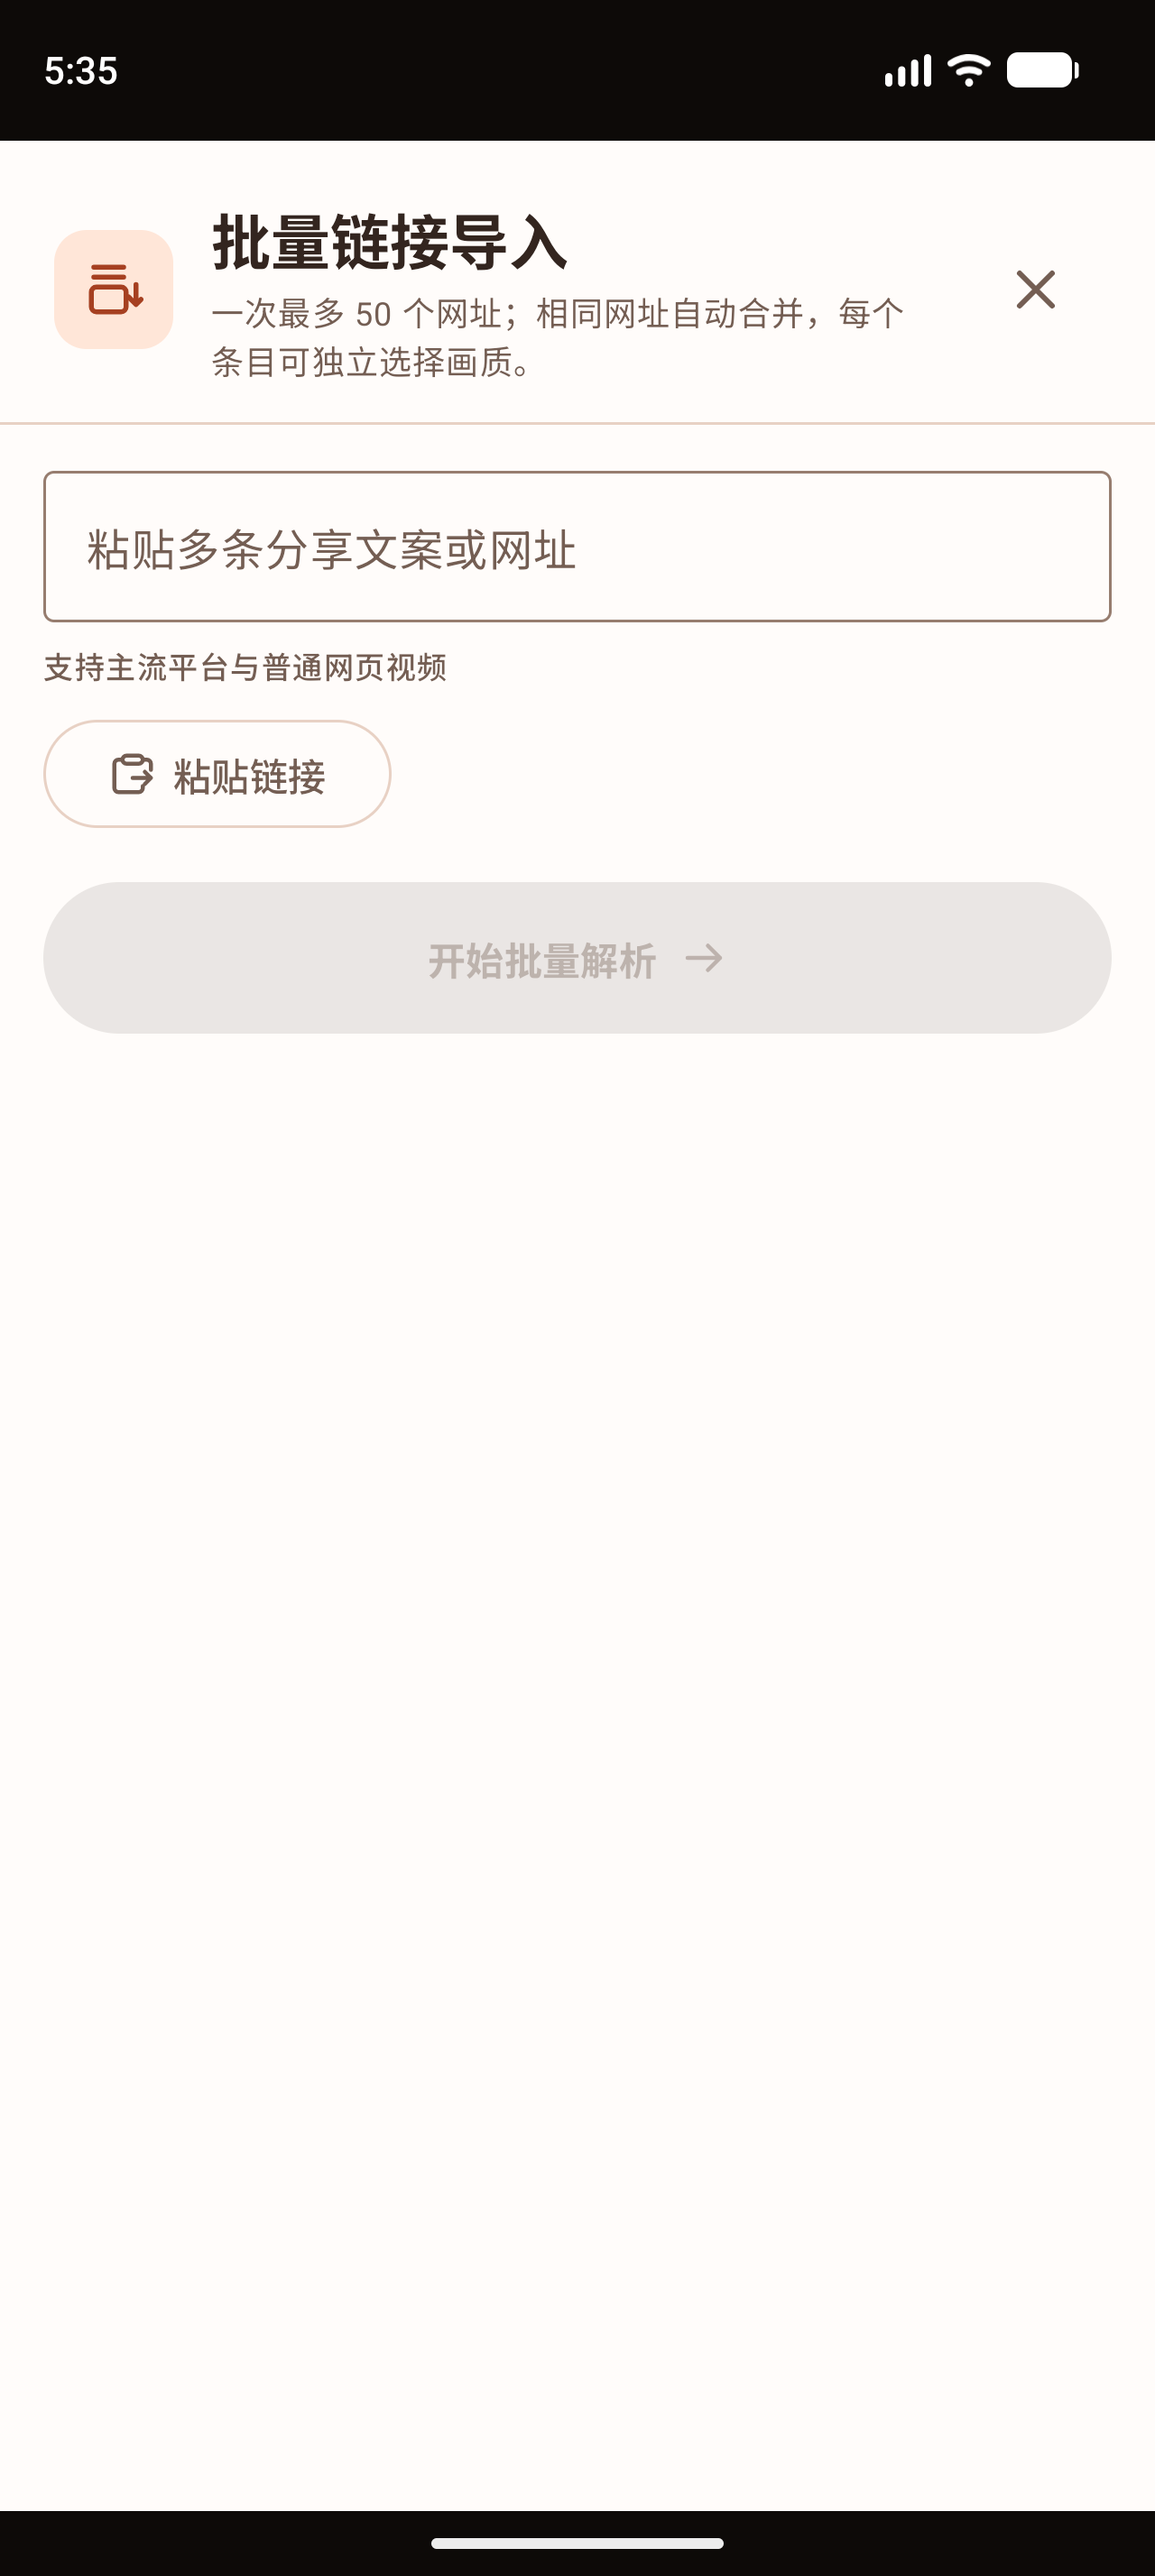 5:35
批量链接导入
一次最多 50 个网址；相同网址自动合并，每个
条目可独立选择画质。
粘贴多条分享文案或网址
支持主流平台与普通网页视频
粘贴链接
开始批量解析